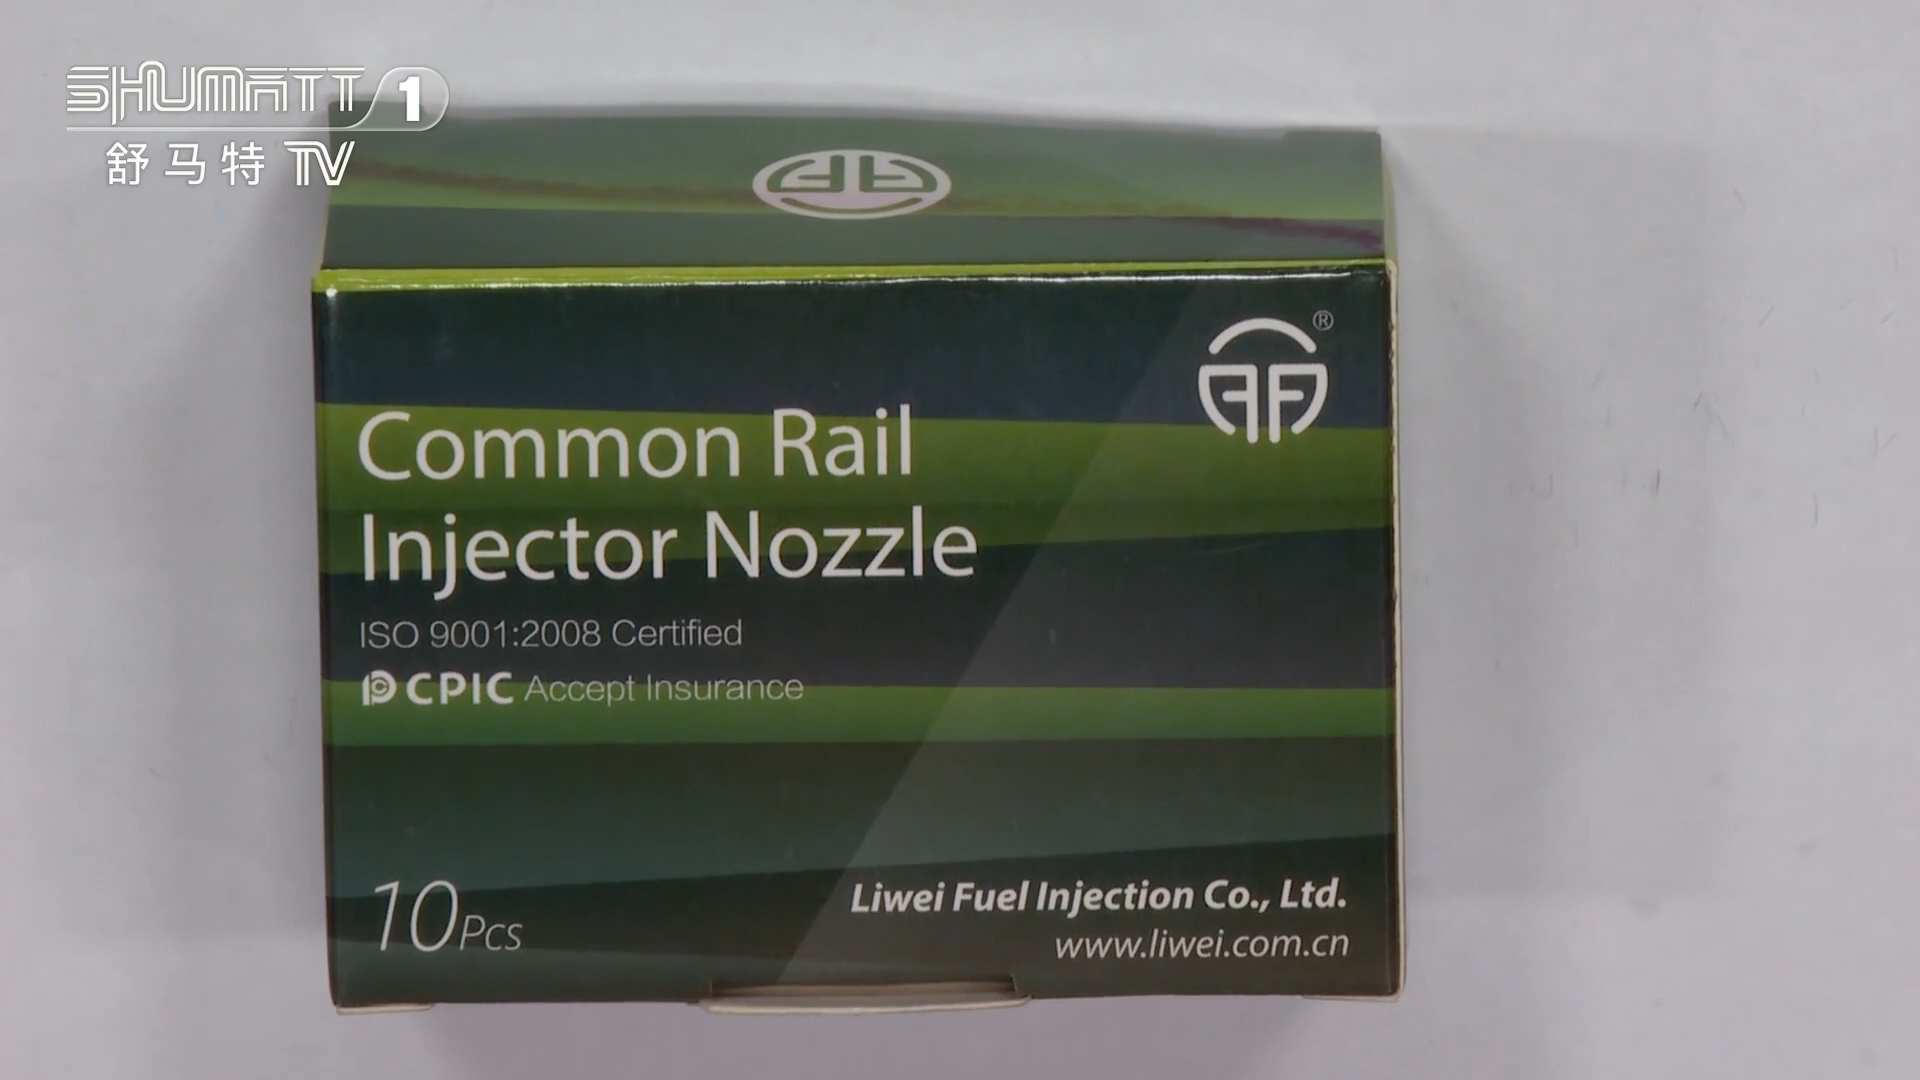 SHUMATT 1
舒马特 TV
®
Common Rail
Injector Nozzle
ISO 9001:2008 Certified
CPIC Accept Insurance
10Pcs
Liwei Fuel Injection Co., Ltd.
www.liwei.com.cn